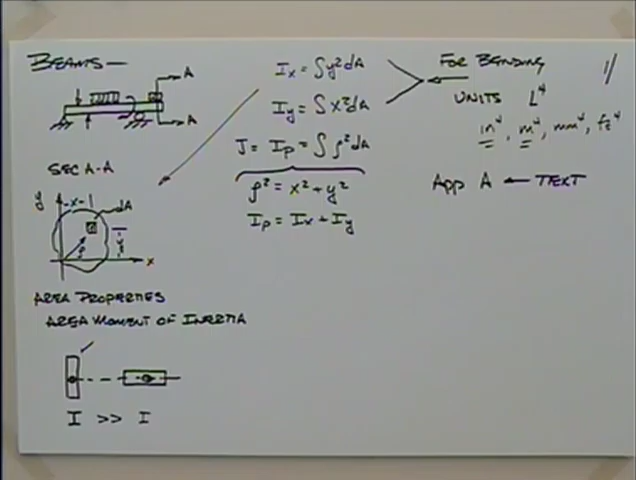 BEAMS —
A
A
SEC A-A
y
x
dA
ρ
y
x
AREA PROPERTIES
AREA MOMENT OF INERTIA
I >> I
Ix = ∫y²dA
Iy = ∫x²dA
J = Ip = ∫ρ²dA
ρ² = x² + y²
Ip = Ix + Iy
FOR BENDING
UNITS L⁴
in⁴, m⁴, mm⁴, ft⁴
App A ← TEXT
1/